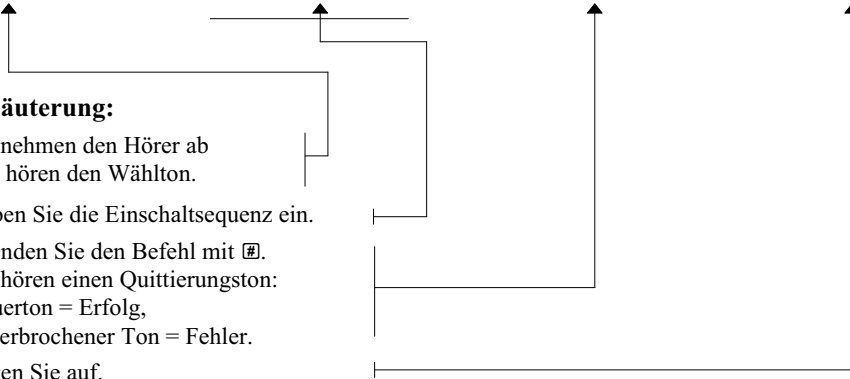 äuterung:
nehmen den Hörer ab
hören den Wählton.
en Sie die Einschaltsequenz ein.
nden Sie den Befehl mit #.
hören einen Quittierungston:
uerton = Erfolg,
erbrochener Ton = Fehler.
en Sie auf.